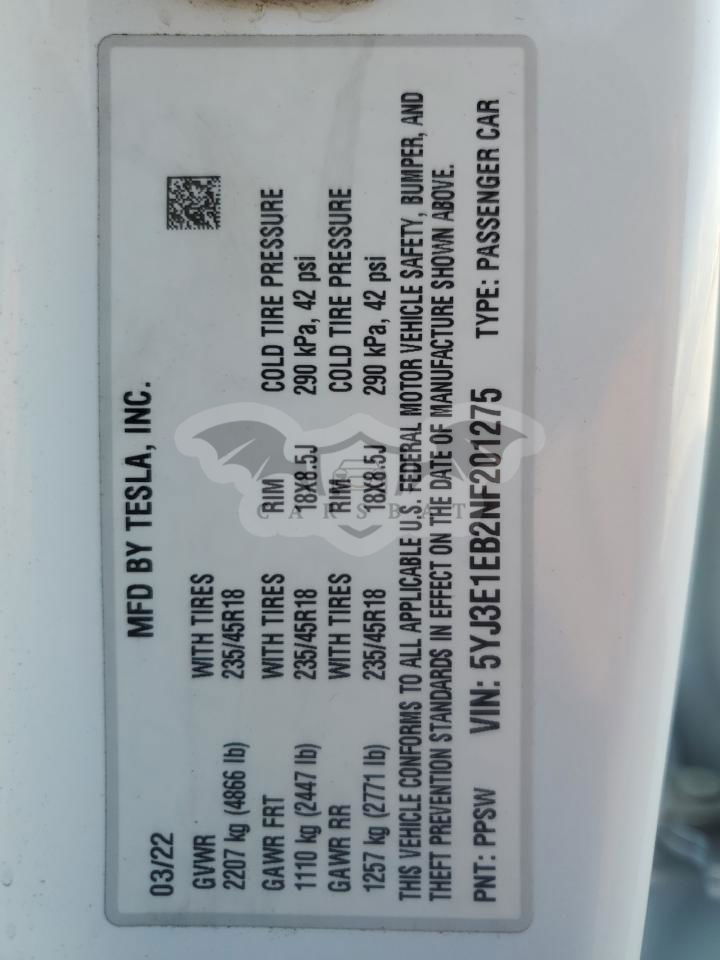 MFD BY TESLA, INC.
03/22
GVWR WITH TIRES
2207 kg (4866 lb) 235/45R18
GAWR FRT WITH TIRES RIM COLD TIRE PRESSURE
1110 kg (2447 lb) 235/45R18 18X8.5J 290 kPa, 42 psi
GAWR RR WITH TIRES RIM COLD TIRE PRESSURE
1257 kg (2771 lb) 235/45R18 18X8.5J 290 kPa, 42 psi
THIS VEHICLE CONFORMS TO ALL APPLICABLE U.S. FEDERAL MOTOR VEHICLE SAFETY, BUMPER, AND
THEFT PREVENTION STANDARDS IN EFFECT ON THE DATE OF MANUFACTURE SHOWN ABOVE.
PNT: PPSW VIN: 5YJ3E1EB2NF201275 TYPE: PASSENGER CAR
CARSBAT